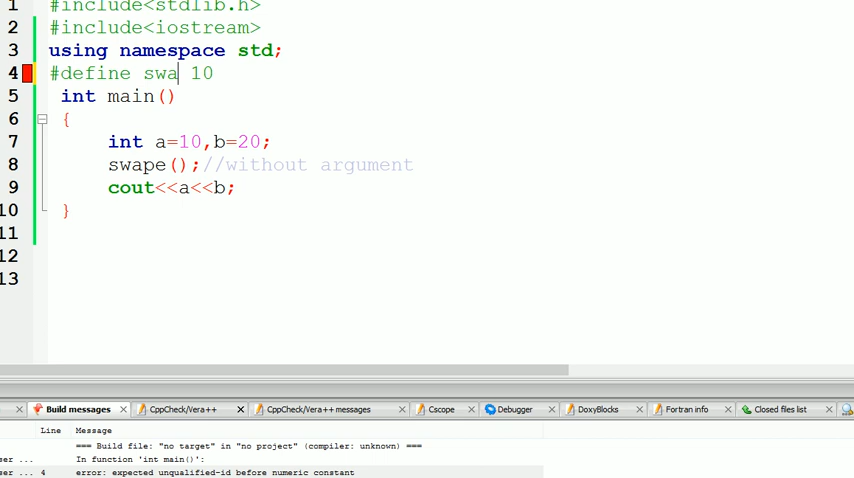 1 #include<stdlib.h>
2 #include<iostream>
3 using namespace std;
4 #define swa 10
5 int main()
6 {
7 int a=10,b=20;
8 swape();//without argument
9 cout<<a<<b;
10 }
11
12
13
Build messages CppCheck/Vera++ CppCheck/Vera++ messages Cscope Debugger DoxyBlocks Fortran info Closed files list
Line Message
=== Build file: "no target" in "no project" (compiler: unknown) ===
ser ... In function 'int main()':
ser ... 4 error: expected unqualified-id before numeric constant